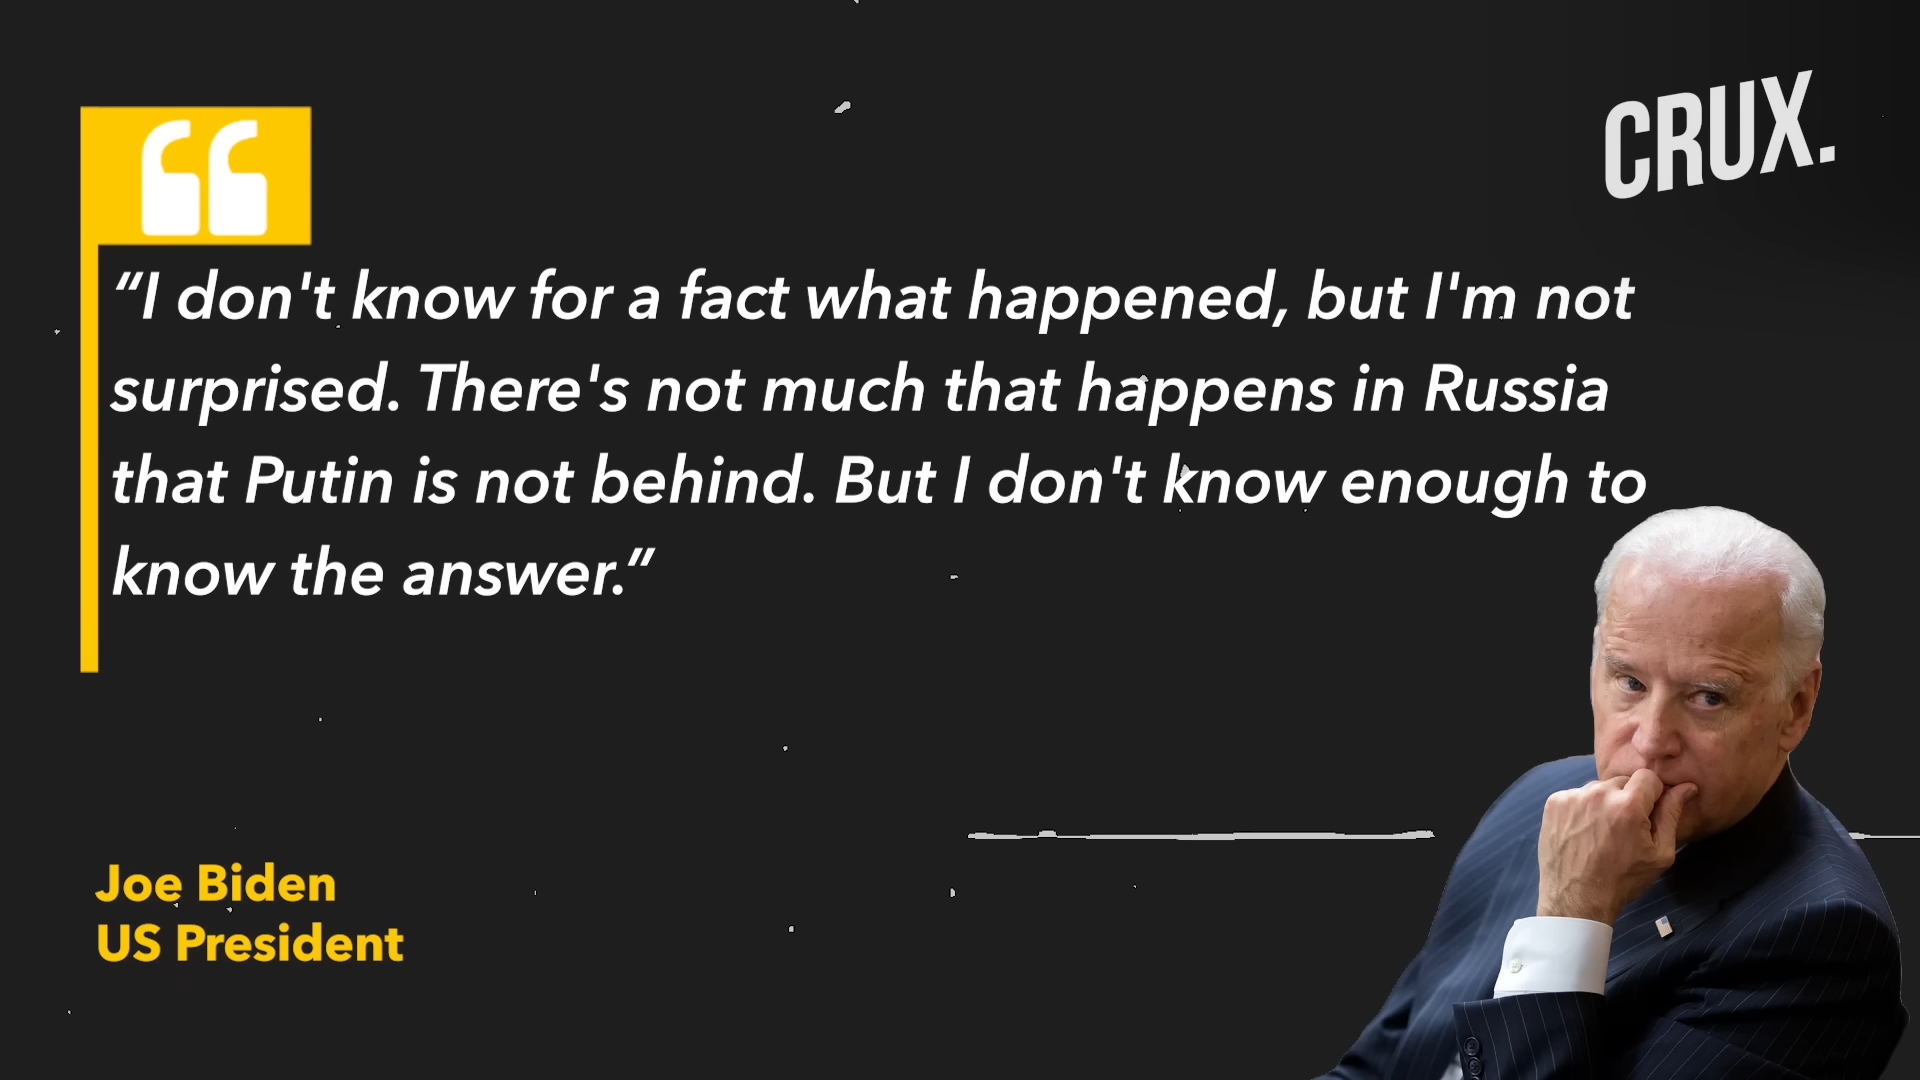 CRUX.
“I don't know for a fact what happened, but I'm not
surprised. There's not much that happens in Russia
that Putin is not behind. But I don't know enough to
know the answer.”
Joe Biden
US President